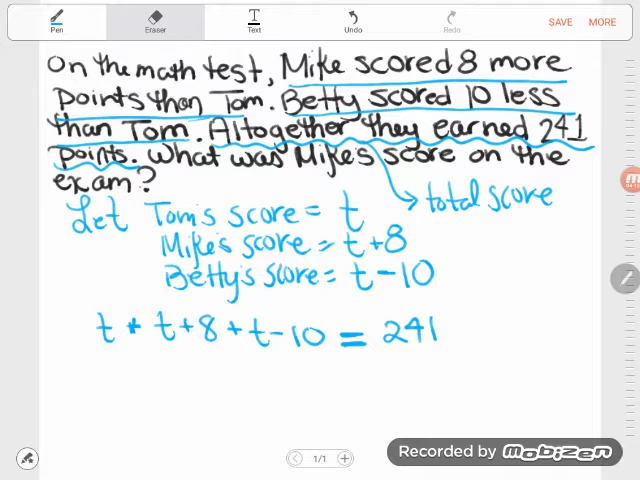 Pen Eraser Text Undo Redo SAVE MORE
On the math test, Mike scored 8 more
points than Tom. Betty scored 10 less
than Tom. Altogether they earned 241
points. What was Mike's score on the
exam?
Let Tom's score = t → total score
Mike's score = t+8
Betty's score = t-10
t + t+8 + t-10 = 241
1/1
Recorded by Mobizen